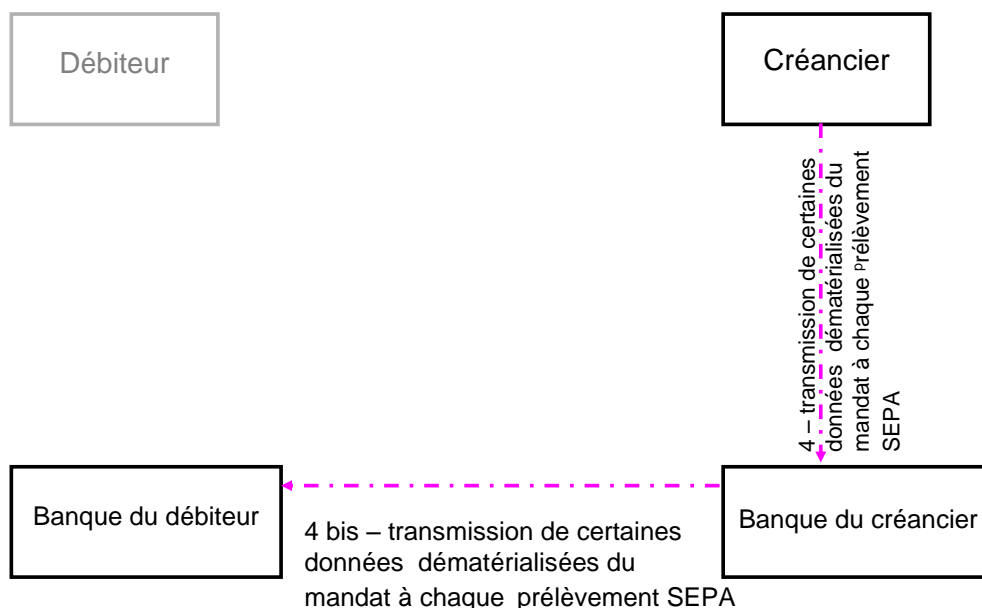 Débiteur
Créancier
4 – transmission de certaines
données dématérialisées du
mandat à chaque prélèvement
SEPA
Banque du débiteur
Banque du créancier
4 bis – transmission de certaines
données dématérialisées du
mandat à chaque prélèvement SEPA